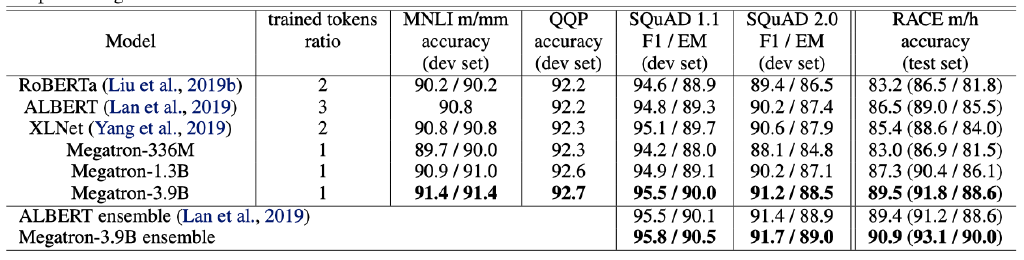 trained tokens MNLI m/mm QQP SQuAD 1.1 SQuAD 2.0 RACE m/h
Model ratio accuracy accuracy F1 / EM F1 / EM accuracy
(dev set) (dev set) (dev set) (dev set) (test set)
RoBERTa (Liu et al., 2019b) 2 90.2 / 90.2 92.2 94.6 / 88.9 89.4 / 86.5 83.2 (86.5 / 81.8)
ALBERT (Lan et al., 2019) 3 90.8 92.2 94.8 / 89.3 90.2 / 87.4 86.5 (89.0 / 85.5)
XLNet (Yang et al., 2019) 2 90.8 / 90.8 92.3 95.1 / 89.7 90.6 / 87.9 85.4 (88.6 / 84.0)
Megatron-336M 1 89.7 / 90.0 92.3 94.2 / 88.0 88.1 / 84.8 83.0 (86.9 / 81.5)
Megatron-1.3B 1 90.9 / 91.0 92.6 94.9 / 89.1 90.2 / 87.1 87.3 (90.4 / 86.1)
Megatron-3.9B 1 91.4 / 91.4 92.7 95.5 / 90.0 91.2 / 88.5 89.5 (91.8 / 88.6)
ALBERT ensemble (Lan et al., 2019) 95.5 / 90.1 91.4 / 88.9 89.4 (91.2 / 88.6)
Megatron-3.9B ensemble 95.8 / 90.5 91.7 / 89.0 90.9 (93.1 / 90.0)